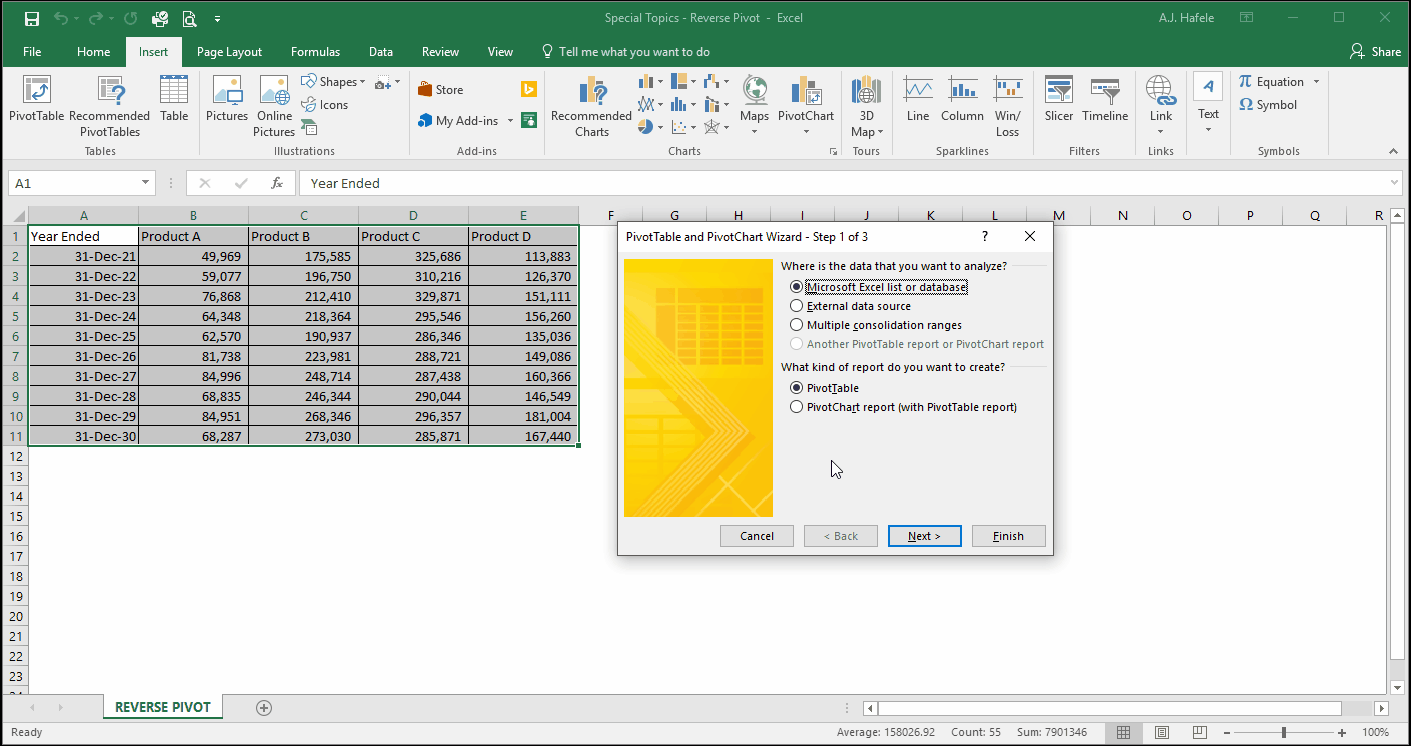 Special Topics - Reverse Pivot - Excel
A.J. Hafele
File Home Insert Page Layout Formulas Data Review View Tell me what you want to do Share
PivotTable Recommended PivotTables Table Pictures Online Pictures Shapes Icons Store My Add-ins Recommended Charts Maps PivotChart 3D Map Line Column Win/ Loss Slicer Timeline Link Text Equation Symbol
Tables Illustrations Add-ins Charts Tours Sparklines Filters Links Symbols
A1 fx Year Ended
A B C D E F G H I J K L M N O P Q R
1 Year Ended Product A Product B Product C Product D
2 31-Dec-21 49,969 175,585 325,686 113,883
3 31-Dec-22 59,077 196,750 310,216 126,370
4 31-Dec-23 76,868 212,410 329,871 151,111
5 31-Dec-24 64,348 218,364 295,546 156,260
6 31-Dec-25 62,570 190,937 286,346 135,036
7 31-Dec-26 81,738 223,981 288,721 149,086
8 31-Dec-27 84,996 248,714 287,438 160,366
9 31-Dec-28 68,835 246,344 290,044 146,549
10 31-Dec-29 84,951 268,346 296,357 181,004
11 31-Dec-30 68,287 273,030 285,871 167,440
12
13
14
15
16
17
18
19
20
21
22
23
PivotTable and PivotChart Wizard - Step 1 of 3 ?
Where is the data that you want to analyze?
Microsoft Excel list or database
External data source
Multiple consolidation ranges
Another PivotTable report or PivotChart report
What kind of report do you want to create?
PivotTable
PivotChart report (with PivotTable report)
Cancel < Back Next > Finish
REVERSE PIVOT
Ready Average: 158026.92 Count: 55 Sum: 7901346 100%